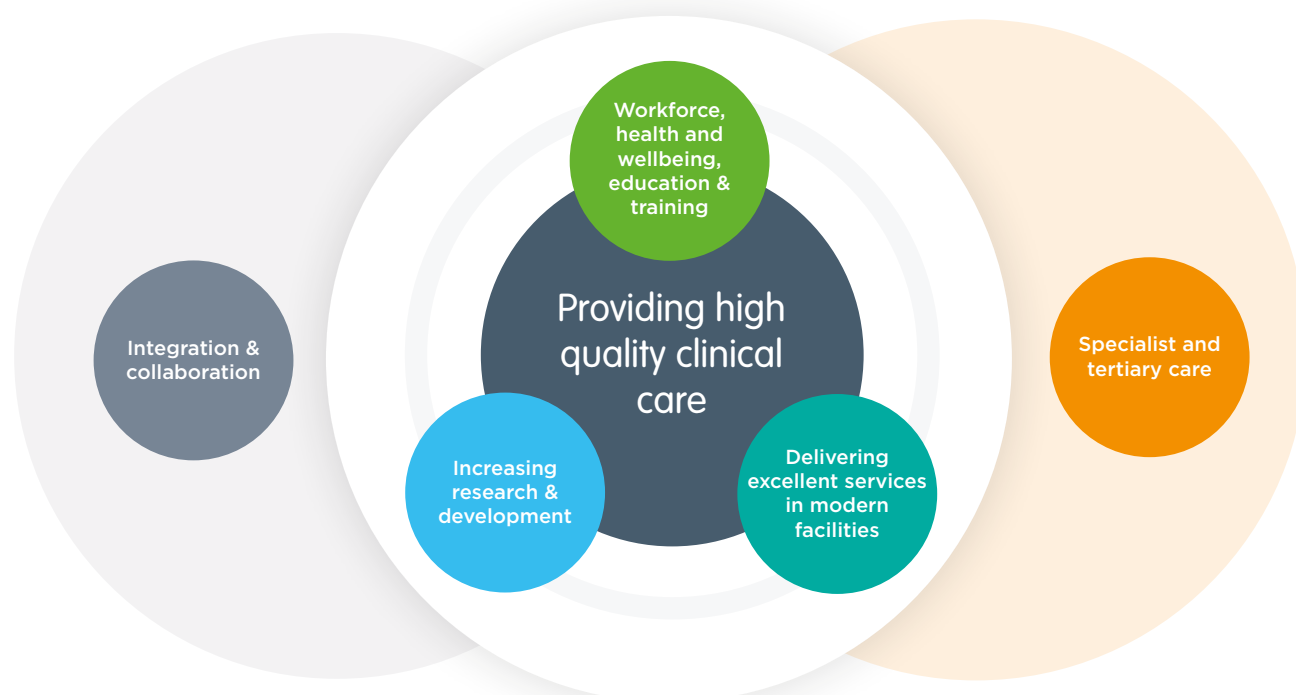 Workforce,
health and
wellbeing,
education &
training
Providing high
quality clinical
care
Integration &
collaboration
Specialist and
tertiary care
Increasing
research &
development
Delivering
excellent services
in modern
facilities